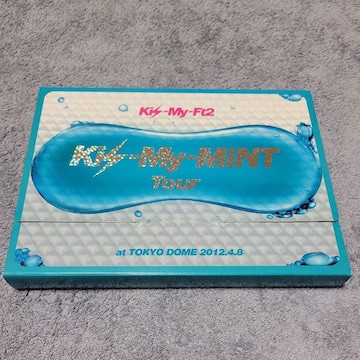 Kis-My-Ft2
Kis-My-MiNT
Tour
at TOKYO DOME 2012.4.8